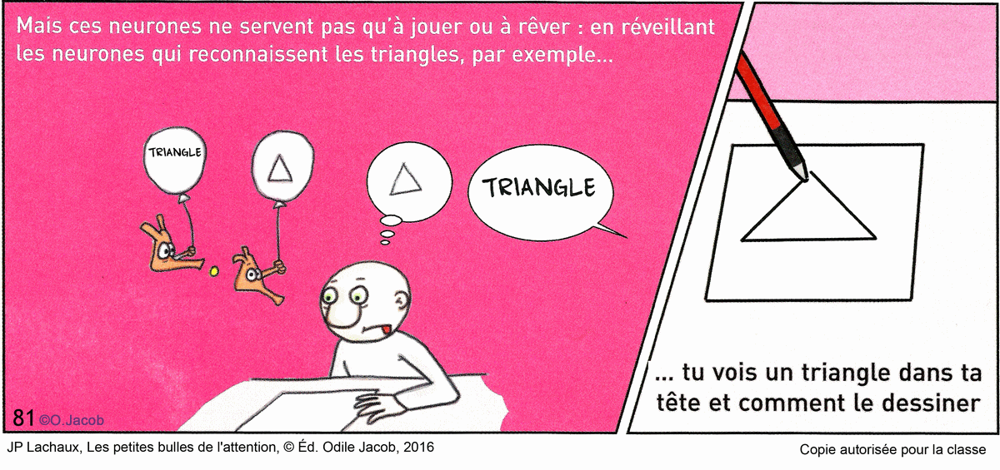 Mais ces neurones ne servent pas qu'à jouer ou à rêver : en réveillant
les neurones qui reconnaissent les triangles, par exemple...
TRIANGLE
TRIANGLE
... tu vois un triangle dans ta
tête et comment le dessiner
81 ©O.Jacob
JP Lachaux, Les petites bulles de l'attention, © Éd. Odile Jacob, 2016
Copie autorisée pour la classe